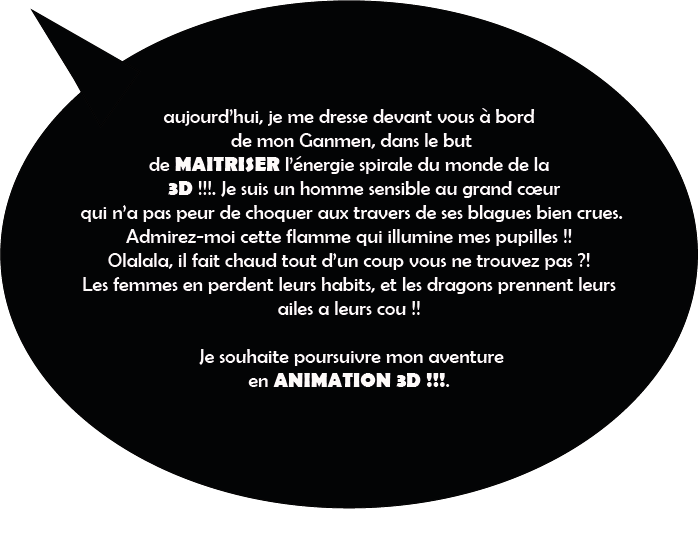 aujourd'hui, je me dresse devant vous à bord
de mon Ganmen, dans le but
de MAITRISER l'énergie spirale du monde de la
3D !!!. Je suis un homme sensible au grand cœur
qui n'a pas peur de choquer aux travers de ses blagues bien crues.
Admirez-moi cette flamme qui illumine mes pupilles !!
Olalala, il fait chaud tout d'un coup vous ne trouvez pas ?!
Les femmes en perdent leurs habits, et les dragons prennent leurs
ailes a leurs cou !!
Je souhaite poursuivre mon aventure
en ANIMATION 3D !!!.